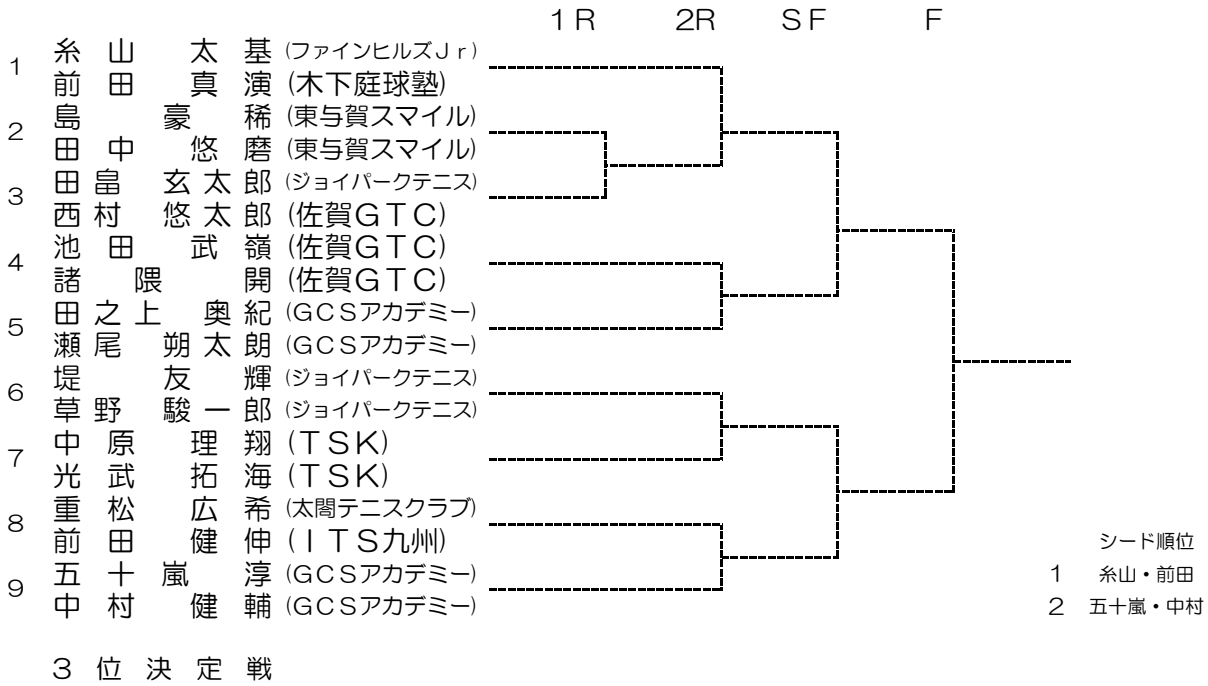 1R 2R SF F
糸山 太基 (ファインヒルズJr)
1
前田 真演 (木下庭球塾)
島 豪稀 (東与賀スマイル)
2
田中 悠磨 (東与賀スマイル)
田畠 玄太郎 (ジョイパークテニス)
3
西村 悠太郎 (佐賀GTC)
池田 武嶺 (佐賀GTC)
4
諸隈 開 (佐賀GTC)
田之上 奥紀 (GCSアカデミー)
5
瀬尾 朔太朗 (GCSアカデミー)
堤 友輝 (ジョイパークテニス)
6
草野 駿一郎 (ジョイパークテニス)
中原 理翔 (TSK)
7
光武 拓海 (TSK)
重松 広希 (太閤テニスクラブ)
8
前田 健伸 (ITS九州)
五十嵐 淳 (GCSアカデミー)
9
中村 健輔 (GCSアカデミー)
シード順位
1 糸山・前田
2 五十嵐・中村
3位決定戦